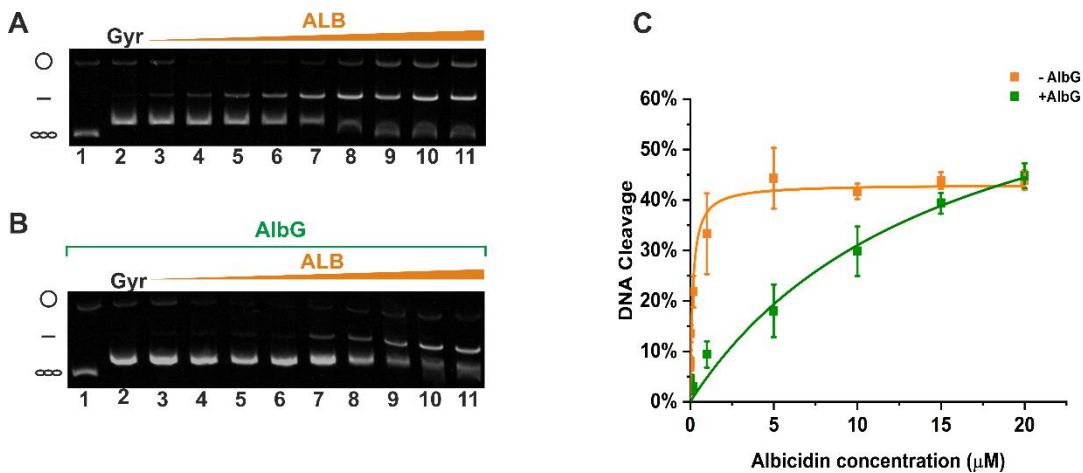 A
ALB
Gyr
1 2 3 4 5 6 7 8 9 10 11
B
AlbG
ALB
Gyr
1 2 3 4 5 6 7 8 9 10 11
C
- AlbG
+AlbG
60%
50%
40%
30%
20%
10%
0%
DNA Cleavage
0 5 10 15 20
Albicidin concentration (μM)